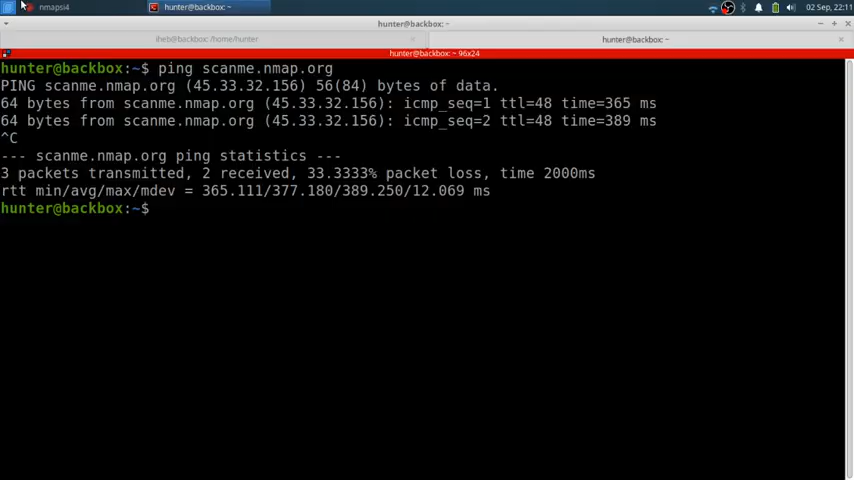 nmapsi4
hunter@backbox: ~
02 Sep, 22:11
hunter@backbox: ~
iheb@backbox: /home/hunter
hunter@backbox: ~
hunter@backbox: ~ 96x24
hunter@backbox:~$ ping scanme.nmap.org
PING scanme.nmap.org (45.33.32.156) 56(84) bytes of data.
64 bytes from scanme.nmap.org (45.33.32.156): icmp_seq=1 ttl=48 time=365 ms
64 bytes from scanme.nmap.org (45.33.32.156): icmp_seq=2 ttl=48 time=389 ms
^C
--- scanme.nmap.org ping statistics ---
3 packets transmitted, 2 received, 33.3333% packet loss, time 2000ms
rtt min/avg/max/mdev = 365.111/377.180/389.250/12.069 ms
hunter@backbox:~$